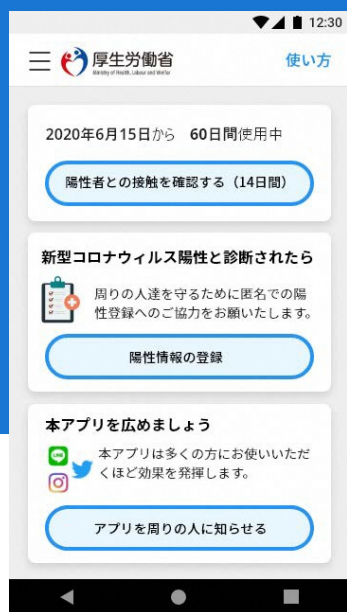 12:30
厚生労働省
Ministry of Health, Labour and Welfare
使い方
2020年6月15日から 60日間使用中
陽性者との接触を確認する（14日間）
新型コロナウィルス陽性と診断されたら
周りの人達を守るために匿名での陽
性登録へのご協力をお願いいたします。
陽性情報の登録
本アプリを広めましょう
LINE
本アプリは多くの方にお使いいただ
くほど効果を発揮します。
アプリを周りの人に知らせる